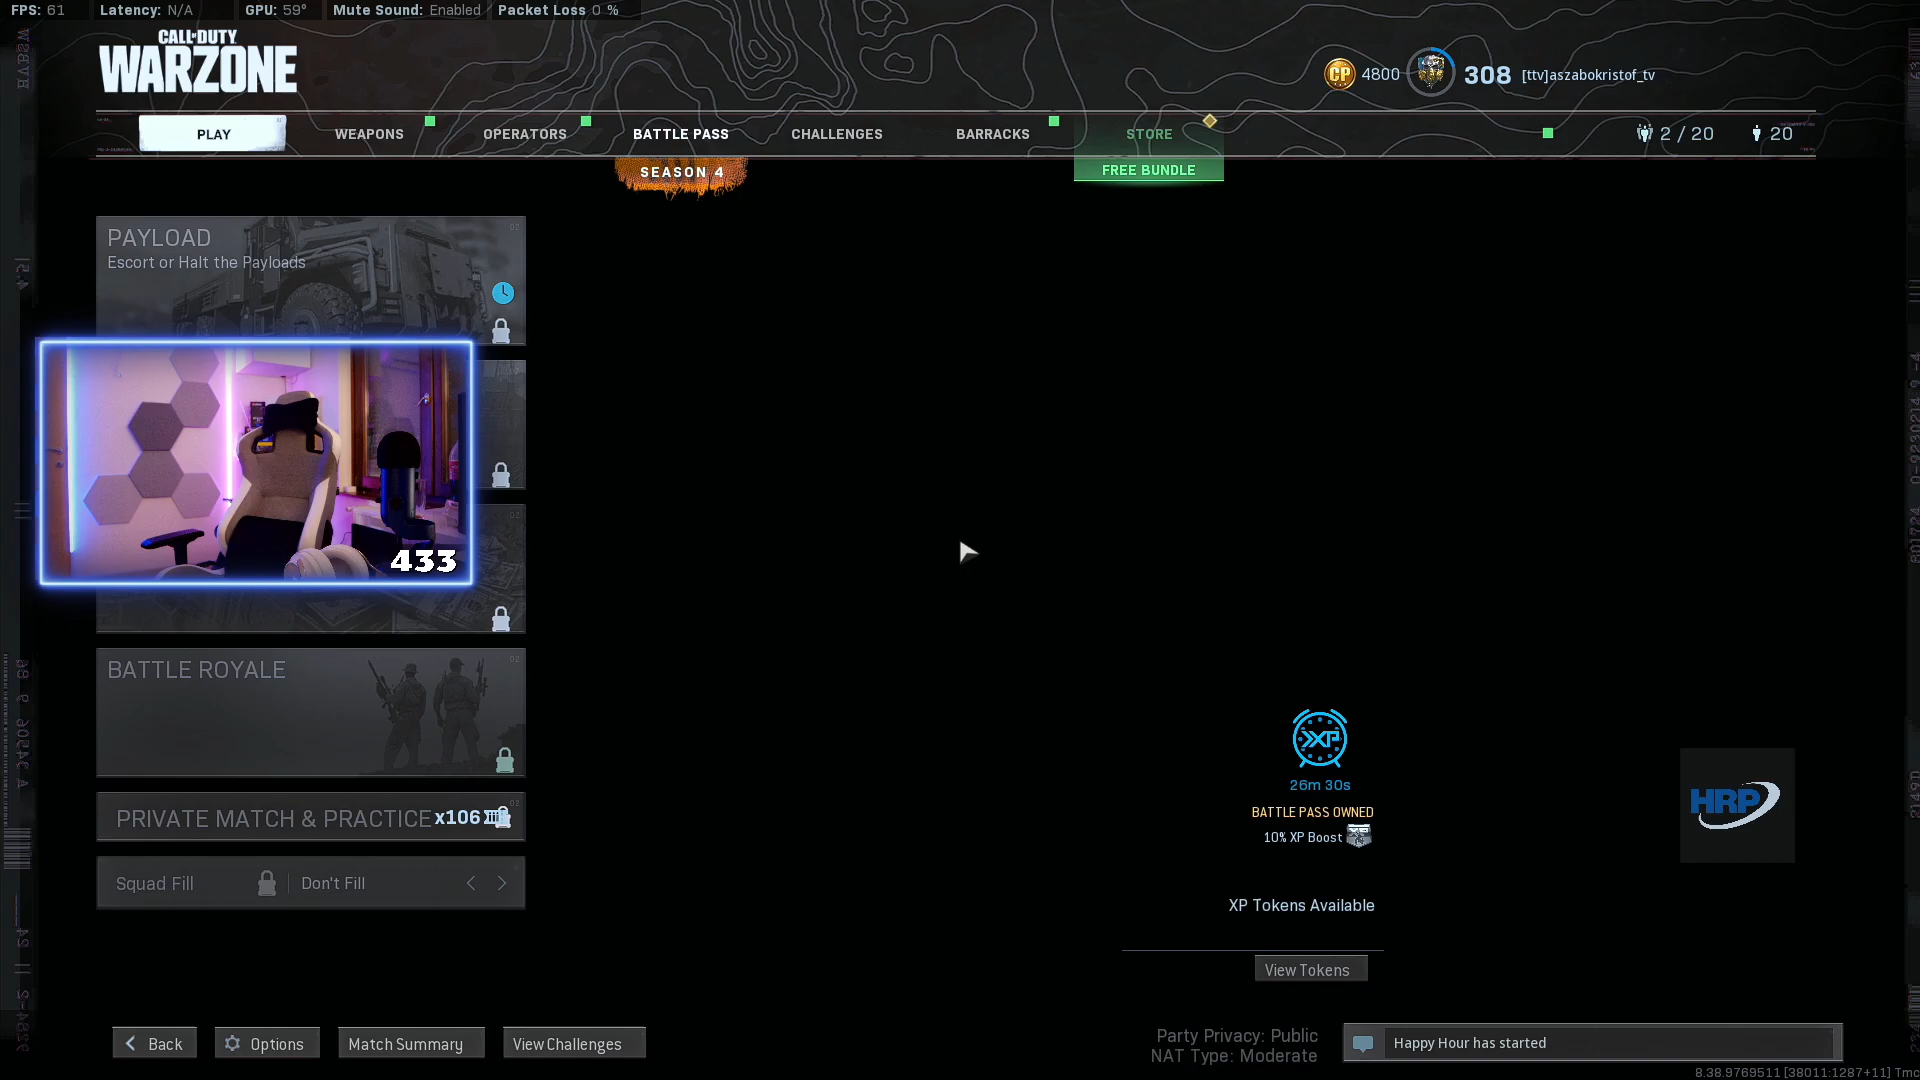 FPS: 61 Latency: N/A GPU: 59° Mute Sound: Enabled Packet Loss 0 %
CALL OF DUTY
WARZONE
CP 4800 308 [ttv]aszabokristof_tv
PLAY WEAPONS OPERATORS BATTLE PASS CHALLENGES BARRACKS STORE 2 / 20 20
SEASON 4
FREE BUNDLE
PAYLOAD
Escort or Halt the Payloads
433
BATTLE ROYALE
PRIVATE MATCH & PRACTICE x106
Squad Fill Don't Fill
XP
26m 30s
BATTLE PASS OWNED
10% XP Boost
XP Tokens Available
View Tokens
HRP
Back Options Match Summary View Challenges
Party Privacy: Public
NAT Type: Moderate
Happy Hour has started
8.38.9769511 [38011:1287+11] Tmc